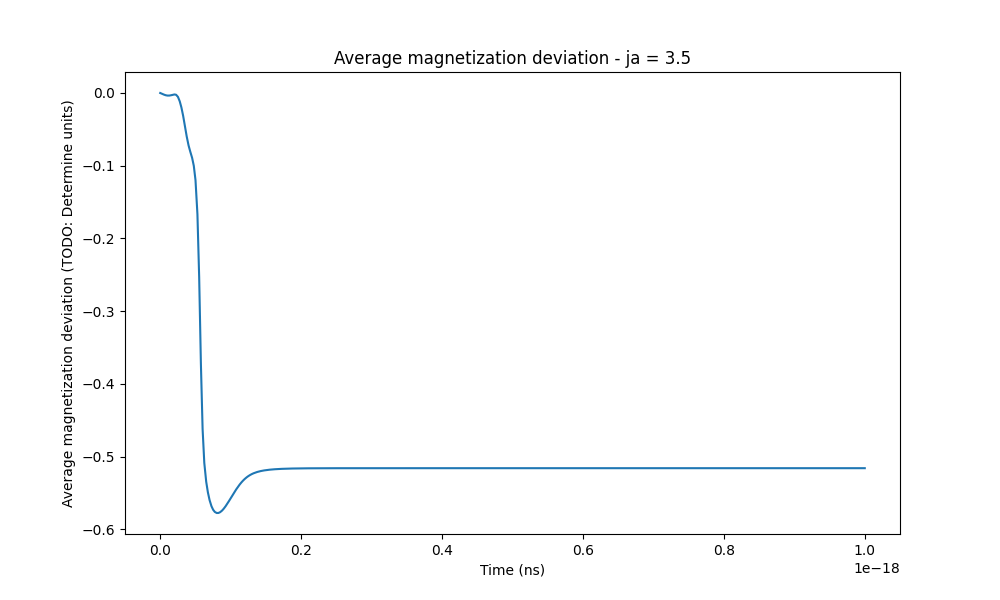 Average magnetization deviation - ja = 3.5
Average magnetization deviation (TODO: Determine units)
0.0
−0.1
−0.2
−0.3
−0.4
−0.5
−0.6
0.0 0.2 0.4 0.6 0.8 1.0
1e−18
Time (ns)